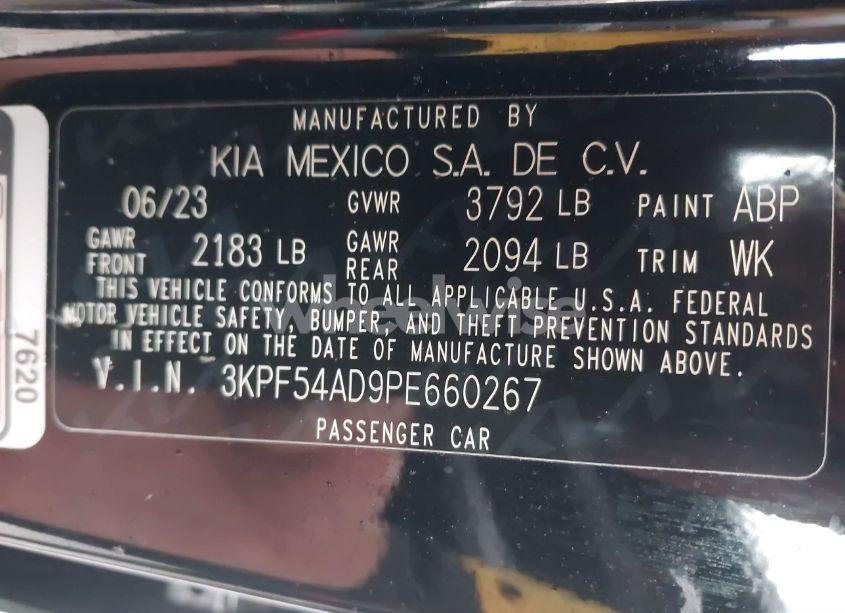 MANUFACTURED BY
KIA MEXICO S.A. DE C.V.
06/23 GVWR 3792 LB PAINT ABP
GAWR FRONT 2183 LB GAWR REAR 2094 LB TRIM WK
THIS VEHICLE CONFORMS TO ALL APPLICABLE U.S.A. FEDERAL
MOTOR VEHICLE SAFETY, BUMPER, AND THEFT PREVENTION STANDARDS
IN EFFECT ON THE DATE OF MANUFACTURE SHOWN ABOVE.
V.I.N. 3KPF54AD9PE660267
PASSENGER CAR
7620
wheelwise